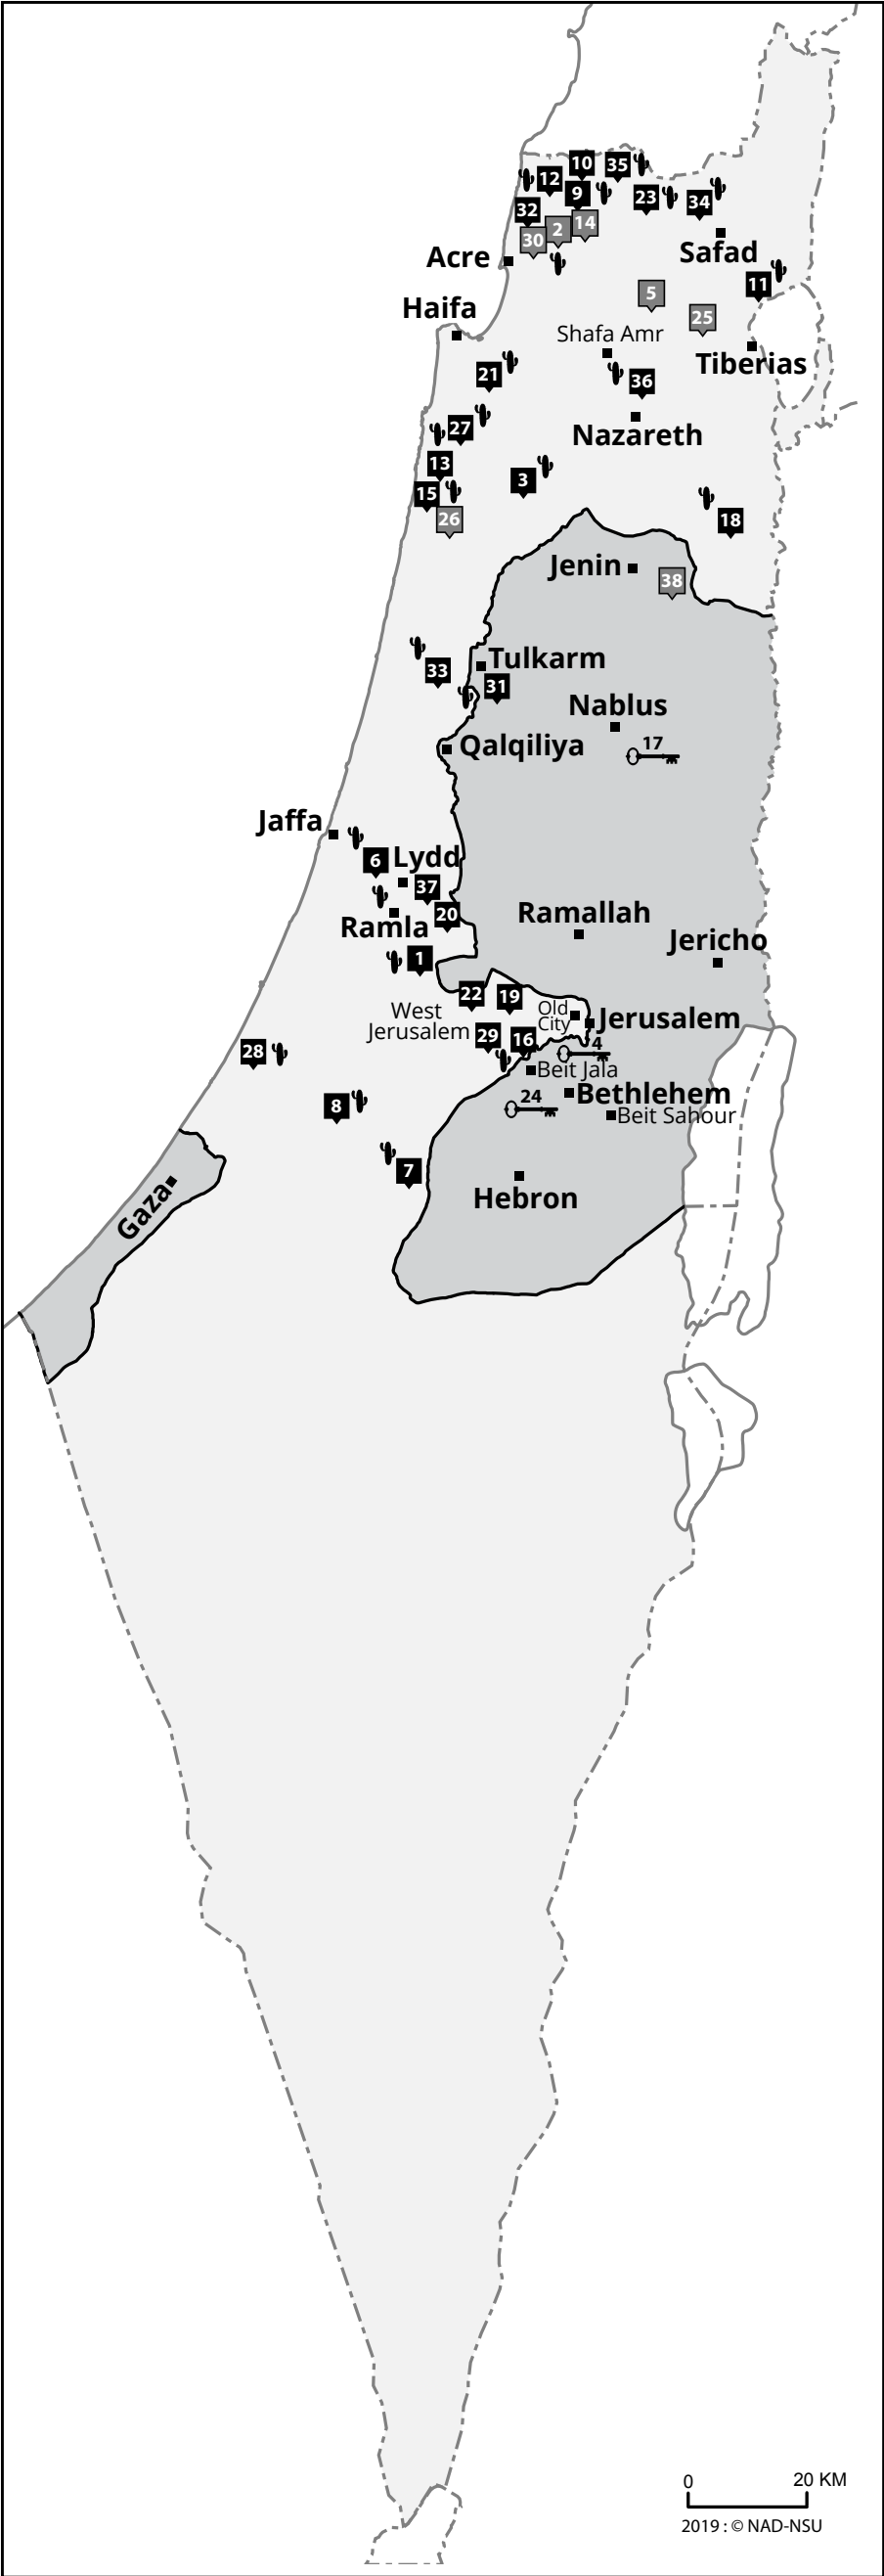 10
35
12
9
23
34
32
14
2
30
Safad
Acre
11
5
Haifa
25
Shafa Amr
Tiberias
21
36
27
Nazareth
13
3
15
26
18
Jenin
38
Tulkarm
33
31
Nablus
17
Qalqiliya
Jaffa
6
Lydd
37
20
Ramallah
Ramla
Jericho
1
22
19
West
Jerusalem
Old
City
Jerusalem
29
16
4
28
Beit Jala
24
Bethlehem
8
Beit Sahour
7
Gaza
Hebron
0
20 KM
2019 : © NAD-NSU